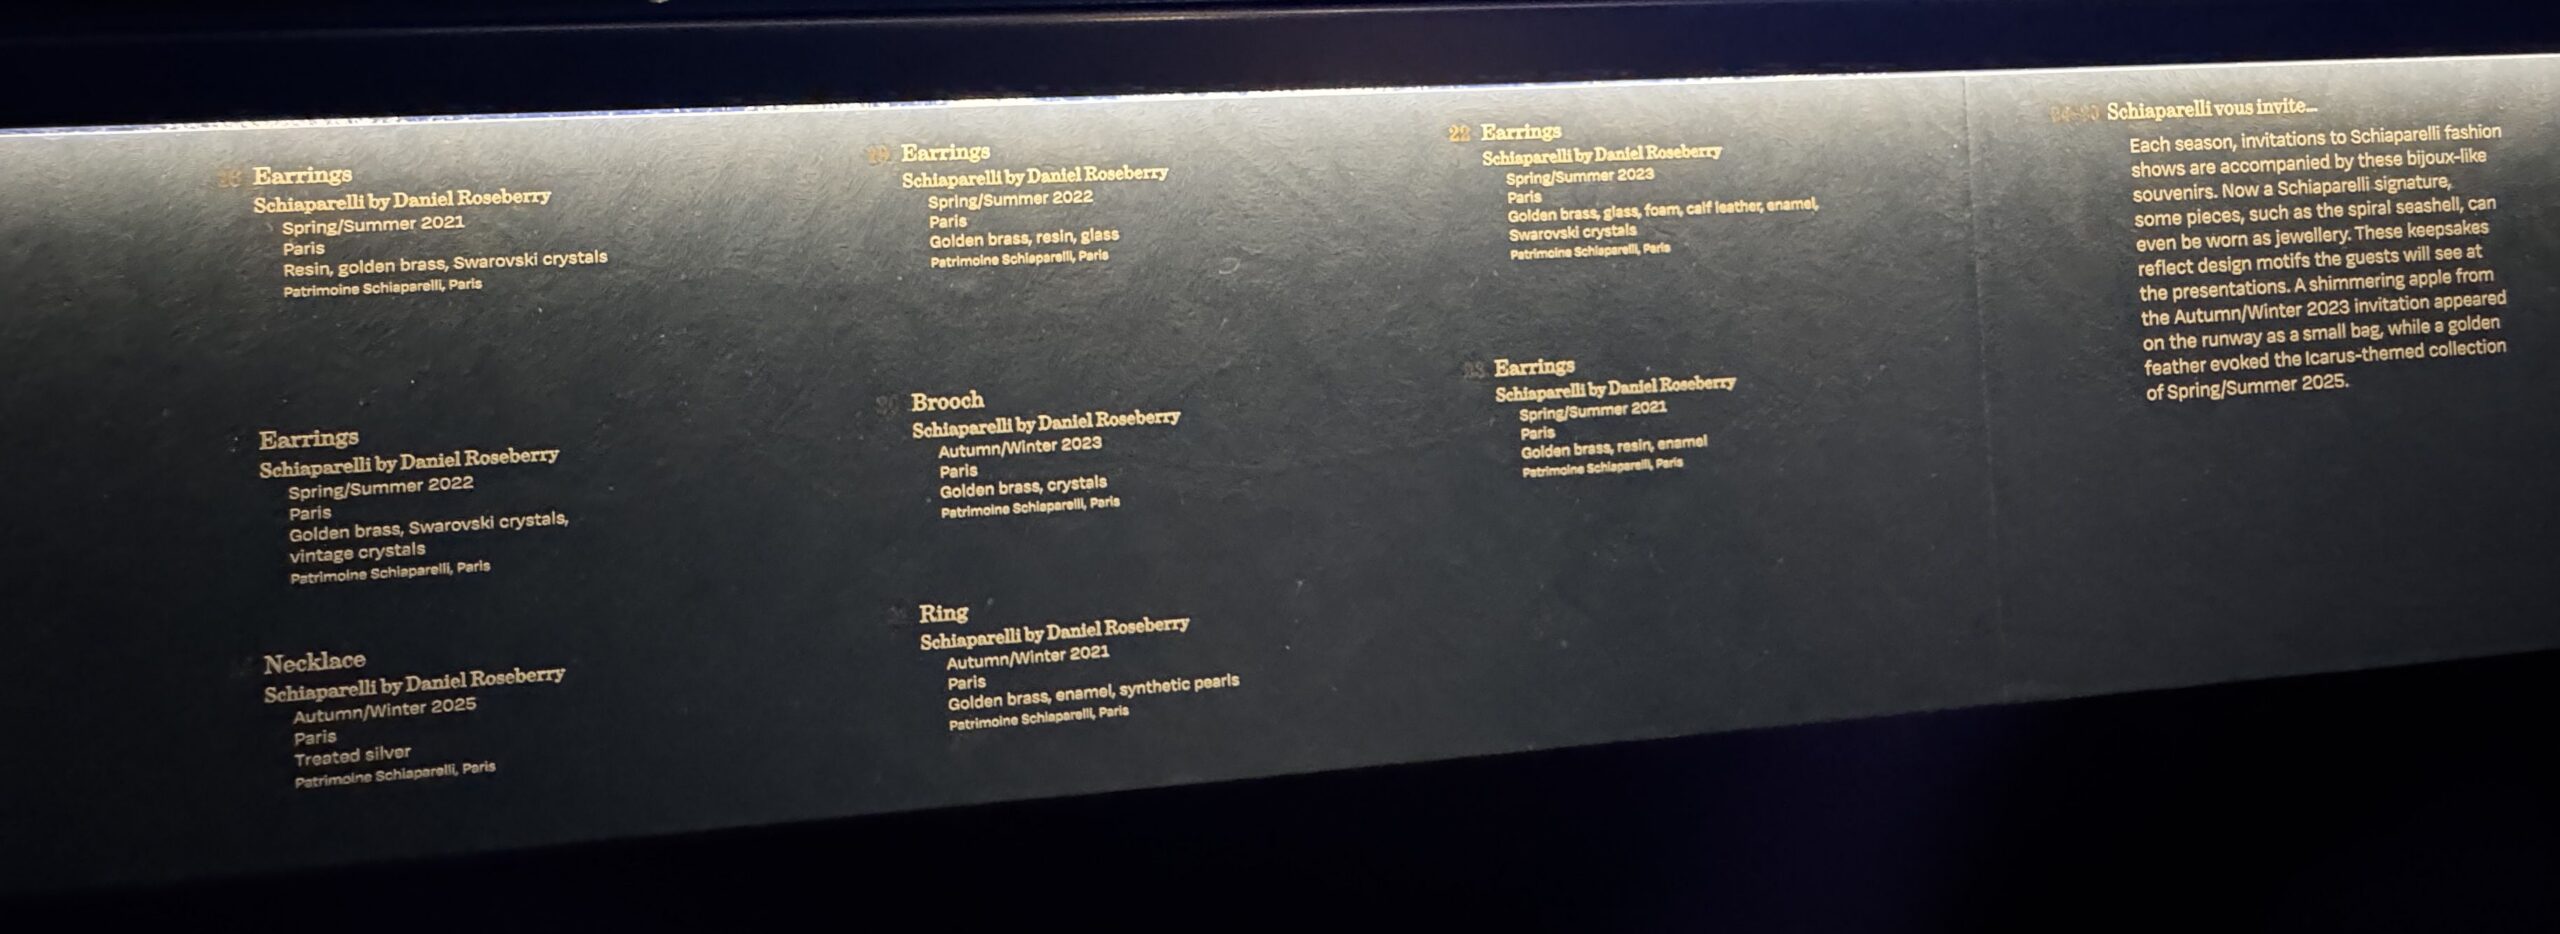 Earrings
Schiaparelli by Daniel Roseberry
Spring/Summer 2021
Paris
Resin, golden brass, Swarovski crystals
Patrimoine Schiaparelli, Paris
Earrings
Schiaparelli by Daniel Roseberry
Spring/Summer 2022
Paris
Golden brass, Swarovski crystals,
vintage crystals
Patrimoine Schiaparelli, Paris
Necklace
Schiaparelli by Daniel Roseberry
Autumn/Winter 2025
Paris
Treated silver
Patrimoine Schiaparelli, Paris
Earrings
Schiaparelli by Daniel Roseberry
Spring/Summer 2022
Paris
Golden brass, resin, glass
Patrimoine Schiaparelli, Paris
Brooch
Schiaparelli by Daniel Roseberry
Autumn/Winter 2023
Paris
Golden brass, crystals
Patrimoine Schiaparelli, Paris
Ring
Schiaparelli by Daniel Roseberry
Autumn/Winter 2021
Paris
Golden brass, enamel, synthetic pearls
Patrimoine Schiaparelli, Paris
22 Earrings
Schiaparelli by Daniel Roseberry
Spring/Summer 2023
Paris
Golden brass, glass, foam, calf leather, enamel,
Swarovski crystals
Patrimoine Schiaparelli, Paris
23 Earrings
Schiaparelli by Daniel Roseberry
Spring/Summer 2021
Paris
Golden brass, resin, enamel
Patrimoine Schiaparelli, Paris
Schiaparelli vous invite...
Each season, invitations to Schiaparelli fashion
shows are accompanied by these bijoux-like
souvenirs. Now a Schiaparelli signature,
some pieces, such as the spiral seashell, can
even be worn as jewellery. These keepsakes
reflect design motifs the guests will see at
the presentations. A shimmering apple from
the Autumn/Winter 2023 invitation appeared
on the runway as a small bag, while a golden
feather evoked the Icarus-themed collection
of Spring/Summer 2025.